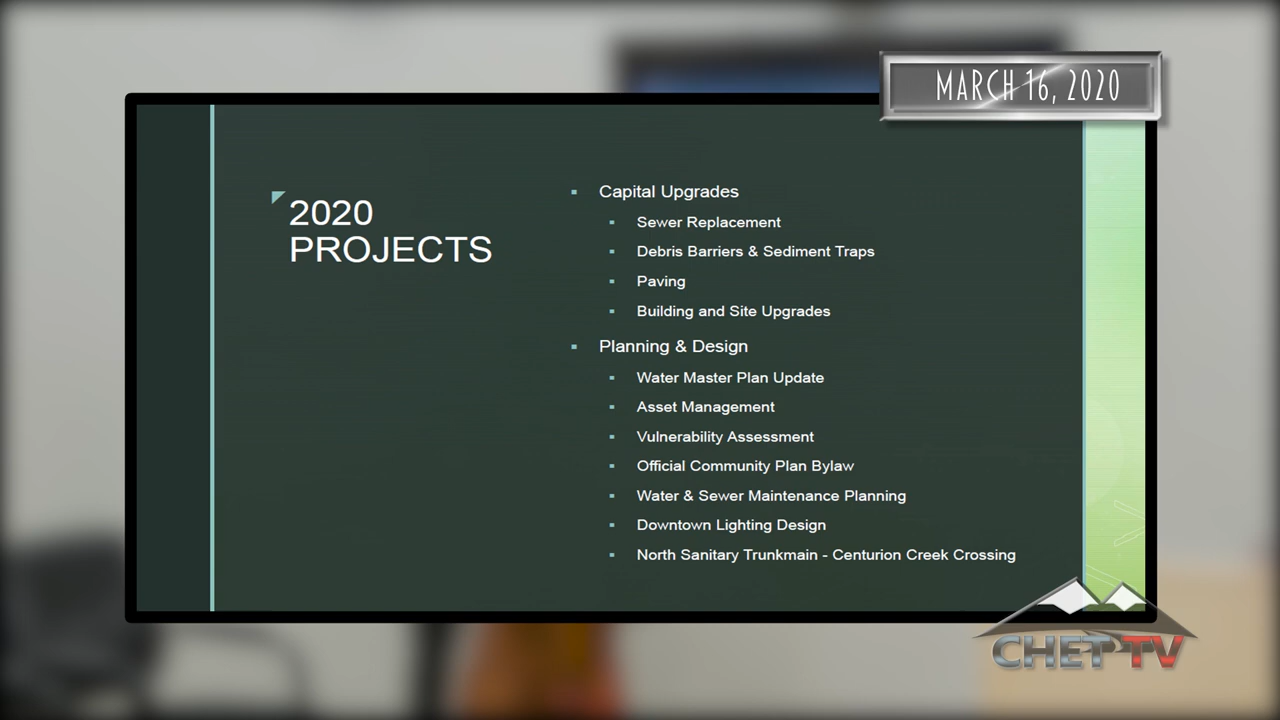 MARCH 16, 2020
2020
PROJECTS
Capital Upgrades
Sewer Replacement
Debris Barriers & Sediment Traps
Paving
Building and Site Upgrades
Planning & Design
Water Master Plan Update
Asset Management
Vulnerability Assessment
Official Community Plan Bylaw
Water & Sewer Maintenance Planning
Downtown Lighting Design
North Sanitary Trunkmain - Centurion Creek Crossing
CHET TV